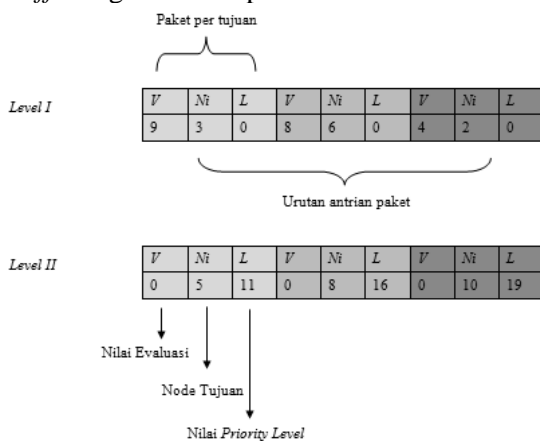 Paket per tujuan
Level I
V Ni L V Ni L V Ni L
9 3 0 8 6 0 4 2 0
Urutan antrian paket
Level II
V Ni L V Ni L V Ni L
0 5 11 0 8 16 0 10 19
Nilai Evaluasi
Node Tujuan
Nilai Priority Level